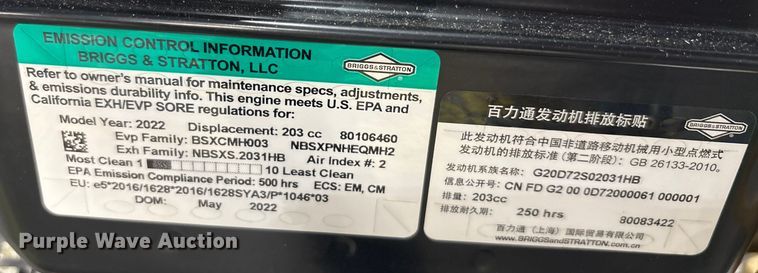 EMISSION CONTROL INFORMATION
BRIGGS & STRATTON, LLC
BRIGGS & STRATTON
Refer to owner's manual for maintenance specs, adjustments,
& emissions durability info. This engine meets U.S. EPA and
California EXH/EVP SORE regulations for:
Model Year: 2022 Displacement: 203 cc 80106460
Evp Family: BSXCMH003 NBSXPNHEQMH2
Exh Family: NBSXS.2031HB Air Index #: 2
Most Clean 1 10 Least Clean
EPA Emission Compliance Period: 500 hrs ECS: EM, CM
EU: e5*2016/1628*2016/1628SYA3/P*1046*03
DOM: May 2022
BRIGGS & STRATTON
百力通发动机排放标贴
此发动机符合中国非道路移动机械用小型点燃式
发动机的排放标准（第二阶段）：GB 26133-2010。
发动机系族名称：G20D72S02031HB
信息公开号：CN FD G2 00 0D72000061 000001
排量：203cc
排放耐久期： 250 hrs 80083422
百力通（上海）国际贸易有限公司
www.BRIGGSandSTRATTON.com.cn
Purple Wave Auction